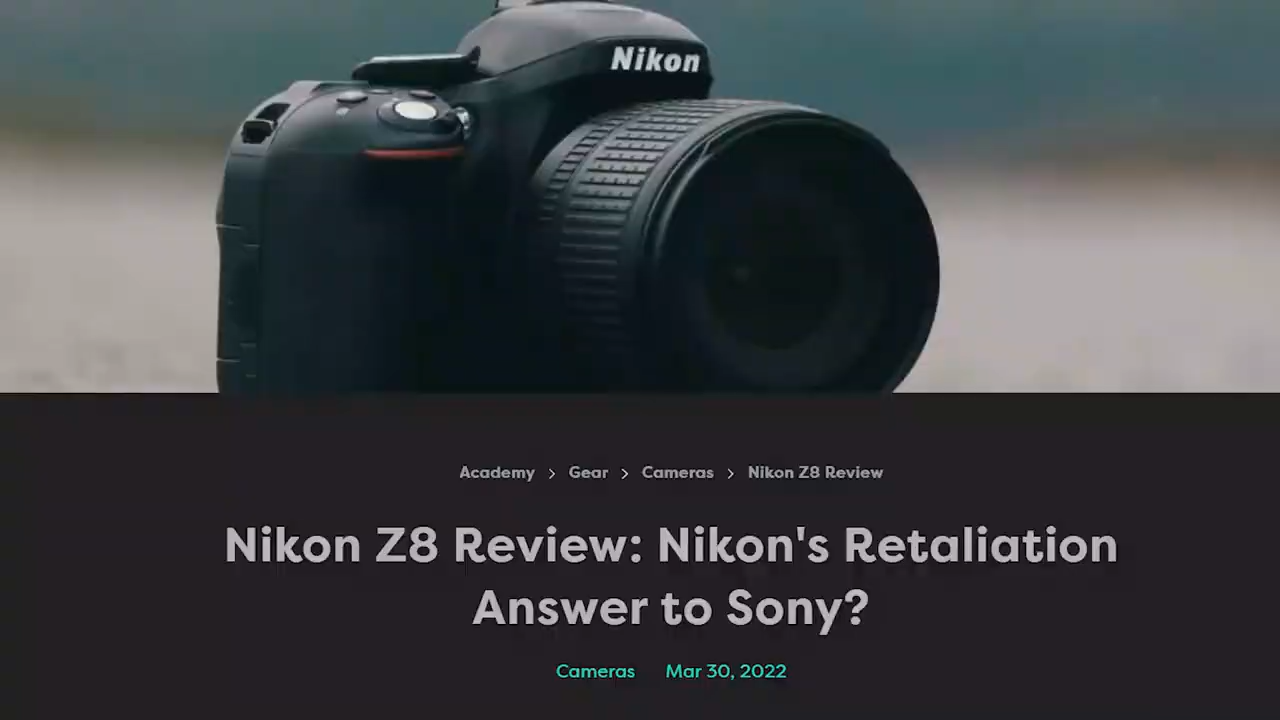 Nikon
Academy > Gear > Cameras > Nikon Z8 Review
Nikon Z8 Review: Nikon's Retaliation
Answer to Sony?
Cameras Mar 30, 2022